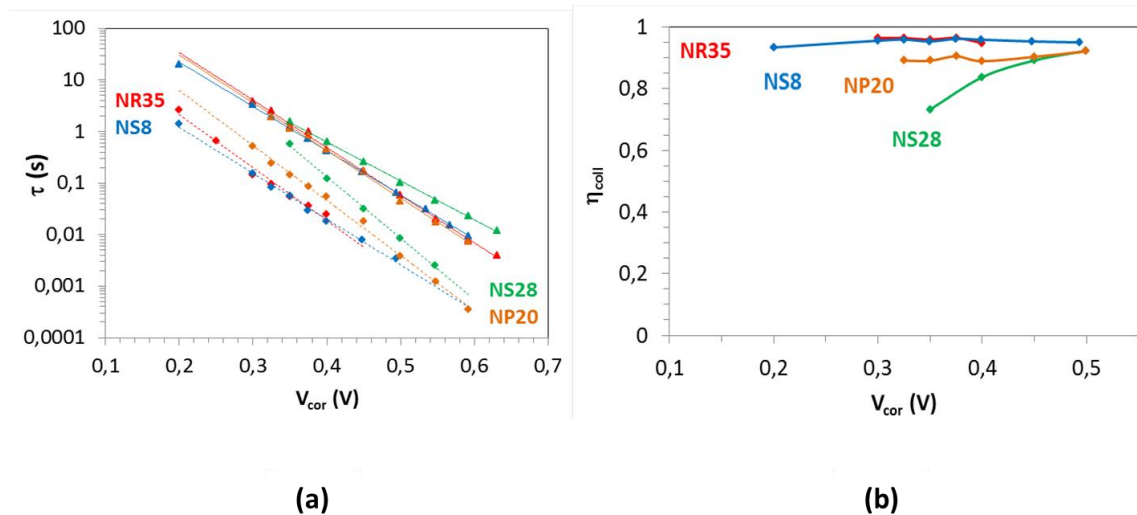 100
10
1
0,1
0,01
0,001
0,0001
τ (s)
NR35
NS8
NS28
NP20
0,1 0,2 0,3 0,4 0,5 0,6 0,7
V_cor (V)
(a)
1
0,8
0,6
0,4
0,2
0
η_coll
NR35
NS8
NP20
NS28
0,1 0,2 0,3 0,4 0,5
V_cor (V)
(b)